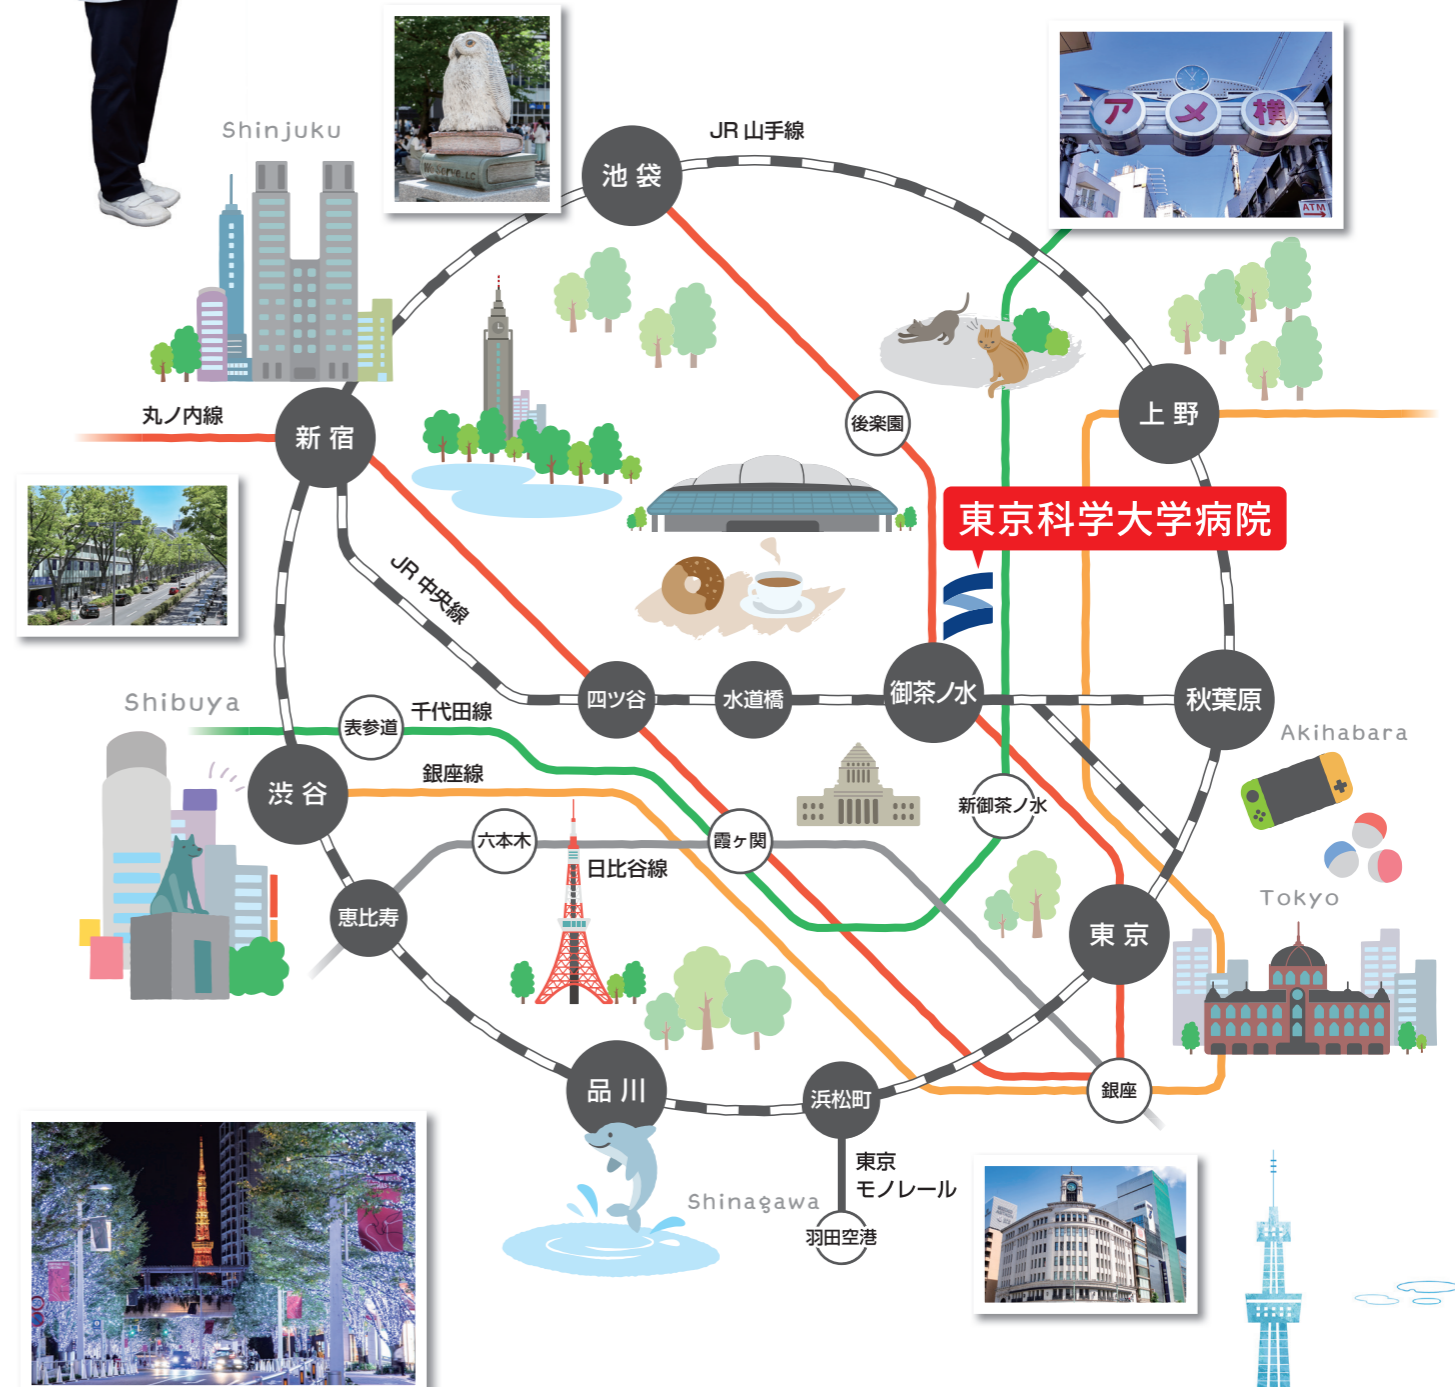 Shinjuku
池袋
JR 山手線
アメ横
ATM
上野
丸ノ内線
新宿
後楽園
東京科学大学病院
JR 中央線
四ツ谷
水道橋
御茶ノ水
秋葉原
Shibuya
表参道
千代田線
Akihabara
銀座線
渋谷
新御茶ノ水
六本木
霞ヶ関
日比谷線
恵比寿
Tokyo
東京
品川
浜松町
銀座
東京
モノレール
Shinagawa
羽田空港